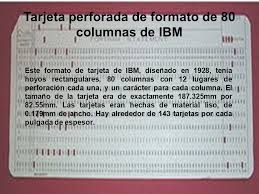 Tarjeta perforada de formato de 80
columnas de IBM
Este formato de tarjeta de IBM, diseñado en 1928, tenía
hoyos rectangulares, 80 columnas con 12 lugares de
perforación cada una, y un carácter para cada columna. El
tamaño de la tarjeta era de exactamente 187.325mm por
82.55mm. Las tarjetas eran hechas de material liso, de
0.179mm de ancho. Hay alrededor de 143 tarjetas por cada
pulgada de espesor.